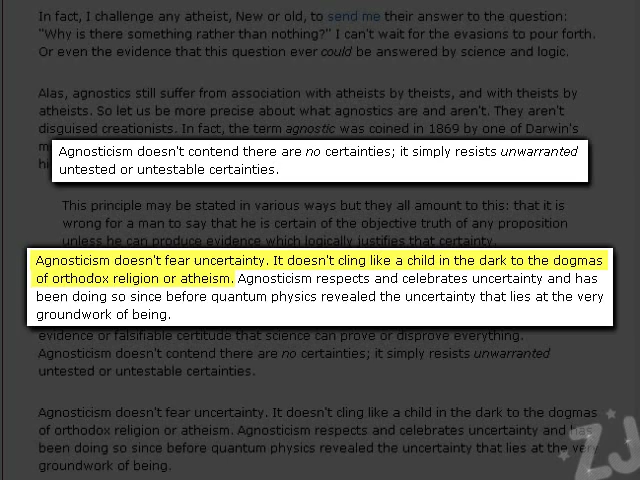 In fact, I challenge any atheist, New or old, to send me their answer to the question:
"Why is there something rather than nothing?" I can't wait for the evasions to pour forth.
Or even the evidence that this question ever could be answered by science and logic.
Alas, agnostics still suffer from association with atheists by theists, and with theists by
atheists. So let us be more precise about what agnostics are and aren't. They aren't
disguised creationists. In fact, the term agnostic was coined in 1869 by one of Darwin's
Agnosticism doesn't contend there are no certainties; it simply resists unwarranted
untested or untestable certainties.
This principle may be stated in various ways but they all amount to this: that it is
wrong for a man to say that he is certain of the objective truth of any proposition
unless he can produce evidence which logically justifies that certainty.
Agnosticism doesn't fear uncertainty. It doesn't cling like a child in the dark to the dogmas
of orthodox religion or atheism. Agnosticism respects and celebrates uncertainty and has
been doing so since before quantum physics revealed the uncertainty that lies at the very
groundwork of being.
evidence or falsifiable certitude that science can prove or disprove everything.
Agnosticism doesn't contend there are no certainties; it simply resists unwarranted
untested or untestable certainties.
Agnosticism doesn't fear uncertainty. It doesn't cling like a child in the dark to the dogmas
of orthodox religion or atheism. Agnosticism respects and celebrates uncertainty and has
been doing so since before quantum physics revealed the uncertainty that lies at the very
groundwork of being.
ZJ